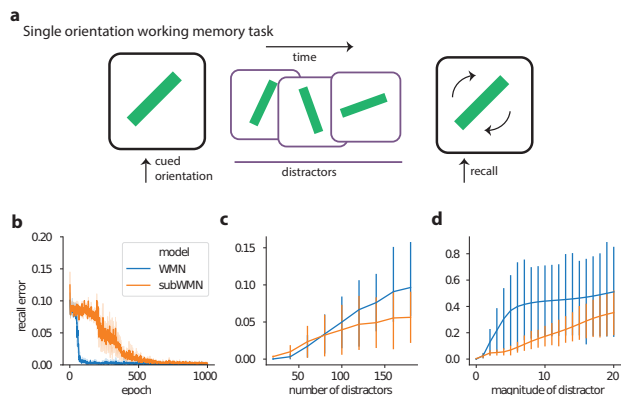 a
Single orientation working memory task
time
cued
orientation
distractors
recall
b
c
d
0.20
0.15
0.10
0.05
0.00
recall error
model
WMN
subWMN
0
500
1000
epoch
0.15
0.10
0.05
0.00
50
100
150
number of distractors
0.8
0.6
0.4
0.2
0.0
0
10
20
magnitude of distractor